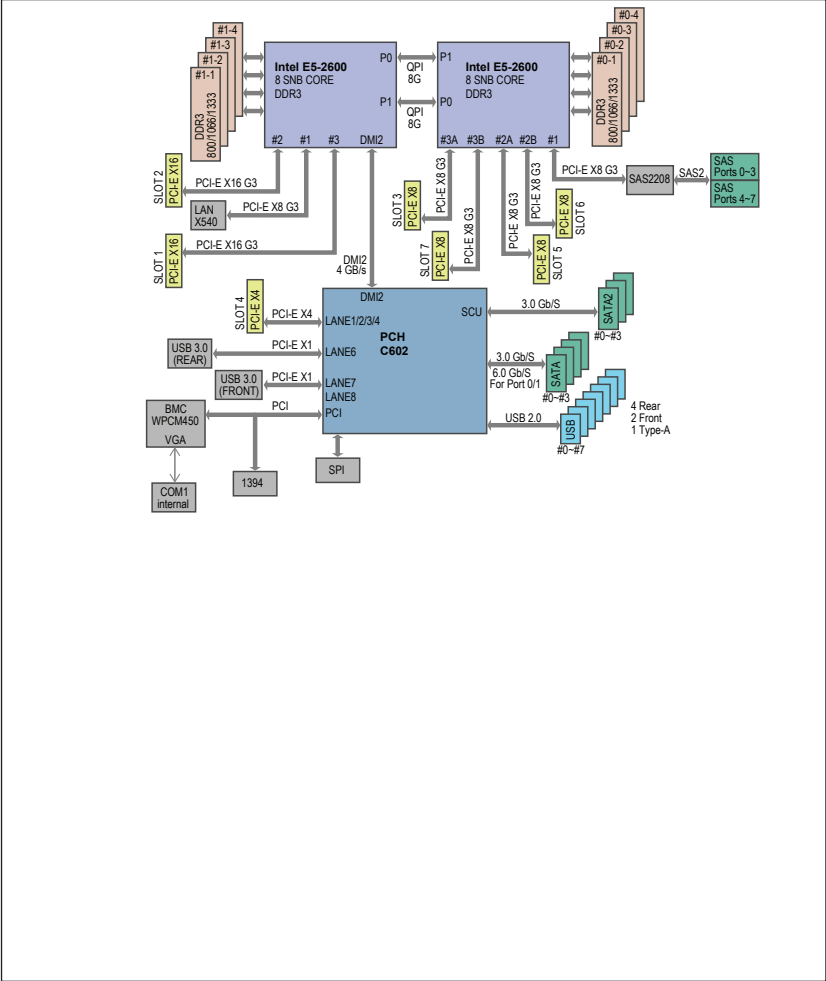 #1-4
#1-3
#1-2
#1-1
DDR3
800/1066/1333
Intel E5-2600
8 SNB CORE
DDR3
P0
P1
#2
#1
#3
DMI2
QPI
8G
QPI
8G
Intel E5-2600
8 SNB CORE
DDR3
P1
P0
#3A
#3B
#2A
#2B
#1
#0-4
#0-3
#0-2
#0-1
DDR3
800/1066/1333
SLOT 2
PCI-E X16
PCI-E X16 G3
LAN
X540
PCI-E X8 G3
SLOT 1
PCI-E X16
PCI-E X16 G3
DMI2
4 GB/s
SLOT 3
PCI-E X8
PCI-E X8 G3
SLOT 7
PCI-E X8
PCI-E X8 G3
PCI-E X8 G3
PCI-E X8
SLOT 5
PCI-E X8 G3
PCI-E X8
SLOT 6
PCI-E X8 G3
SAS2208
SAS2
SAS
Ports 0~3
SAS
Ports 4~7
SLOT 4
PCI-E X4
PCI-E X4
USB 3.0
(REAR)
PCI-E X1
USB 3.0
(FRONT)
PCI-E X1
DMI2
LANE1/2/3/4
PCH
C602
SCU
LANE6
LANE7
LANE8
PCI
3.0 Gb/S
SATA2
#0~#3
3.0 Gb/S
6.0 Gb/S
For Port 0/1
SATA
#0~#3
USB 2.0
USB
#0~#7
4 Rear
2 Front
1 Type-A
BMC
WPCM450
VGA
PCI
COM1
internal
1394
SPI